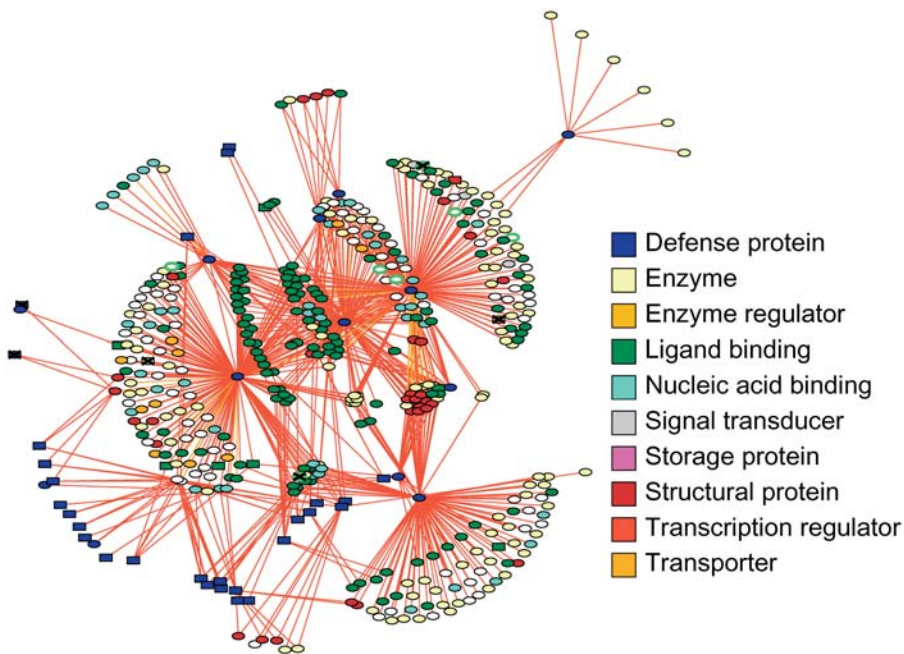 Defense protein
Enzyme
Enzyme regulator
Ligand binding
Nucleic acid binding
Signal transducer
Storage protein
Structural protein
Transcription regulator
Transporter